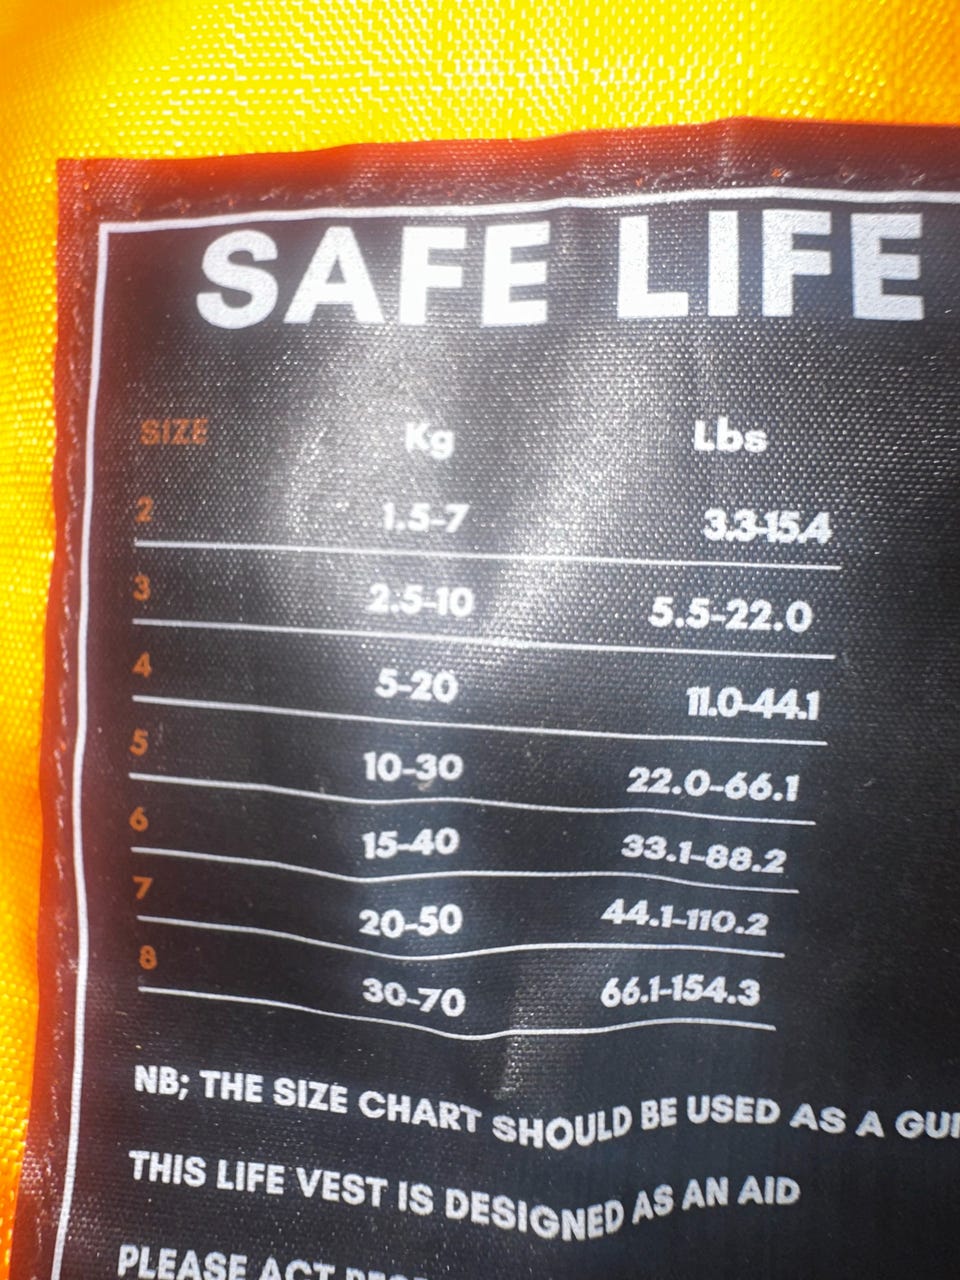 SAFE LIFE
SIZE Kg Lbs
2 1.5-7 3.3-15.4
3 2.5-10 5.5-22.0
4 5-20 11.0-44.1
5 10-30 22.0-66.1
6 15-40 33.1-88.2
7 20-50 44.1-110.2
8 30-70 66.1-154.3
NB; THE SIZE CHART SHOULD BE USED AS A
THIS LIFE VEST IS DESIGNED AS AN AID
PLEASE ACT